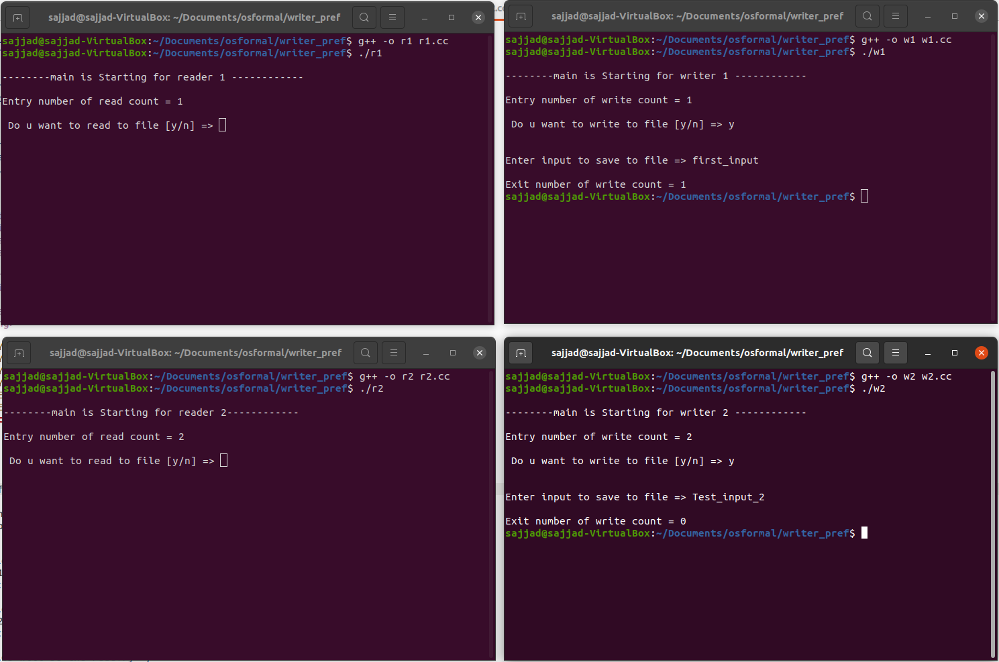 sajjad@sajjad-VirtualBox: ~/Documents/osformal/writer_pref
sajjad@sajjad-VirtualBox:~/Documents/osformal/writer_pref$ g++ -o r1 r1.cc
sajjad@sajjad-VirtualBox:~/Documents/osformal/writer_pref$ ./r1
--------main is Starting for reader 1 ------------
Entry number of read count = 1
Do u want to read to file [y/n] =>
sajjad@sajjad-VirtualBox: ~/Documents/osformal/writer_pref
sajjad@sajjad-VirtualBox:~/Documents/osformal/writer_pref$ g++ -o w1 w1.cc
sajjad@sajjad-VirtualBox:~/Documents/osformal/writer_pref$ ./w1
--------main is Starting for writer 1 ------------
Entry number of write count = 1
Do u want to write to file [y/n] => y
Enter input to save to file => first_input
Exit number of write count = 1
sajjad@sajjad-VirtualBox:~/Documents/osformal/writer_pref$
sajjad@sajjad-VirtualBox: ~/Documents/osformal/writer_pref
sajjad@sajjad-VirtualBox:~/Documents/osformal/writer_pref$ g++ -o r2 r2.cc
sajjad@sajjad-VirtualBox:~/Documents/osformal/writer_pref$ ./r2
--------main is Starting for reader 2------------
Entry number of read count = 2
Do u want to read to file [y/n] =>
sajjad@sajjad-VirtualBox: ~/Documents/osformal/writer_pref
sajjad@sajjad-VirtualBox:~/Documents/osformal/writer_pref$ g++ -o w2 w2.cc
sajjad@sajjad-VirtualBox:~/Documents/osformal/writer_pref$ ./w2
--------main is Starting for writer 2 ------------
Entry number of write count = 2
Do u want to write to file [y/n] => y
Enter input to save to file => Test_input_2
Exit number of write count = 0
sajjad@sajjad-VirtualBox:~/Documents/osformal/writer_pref$